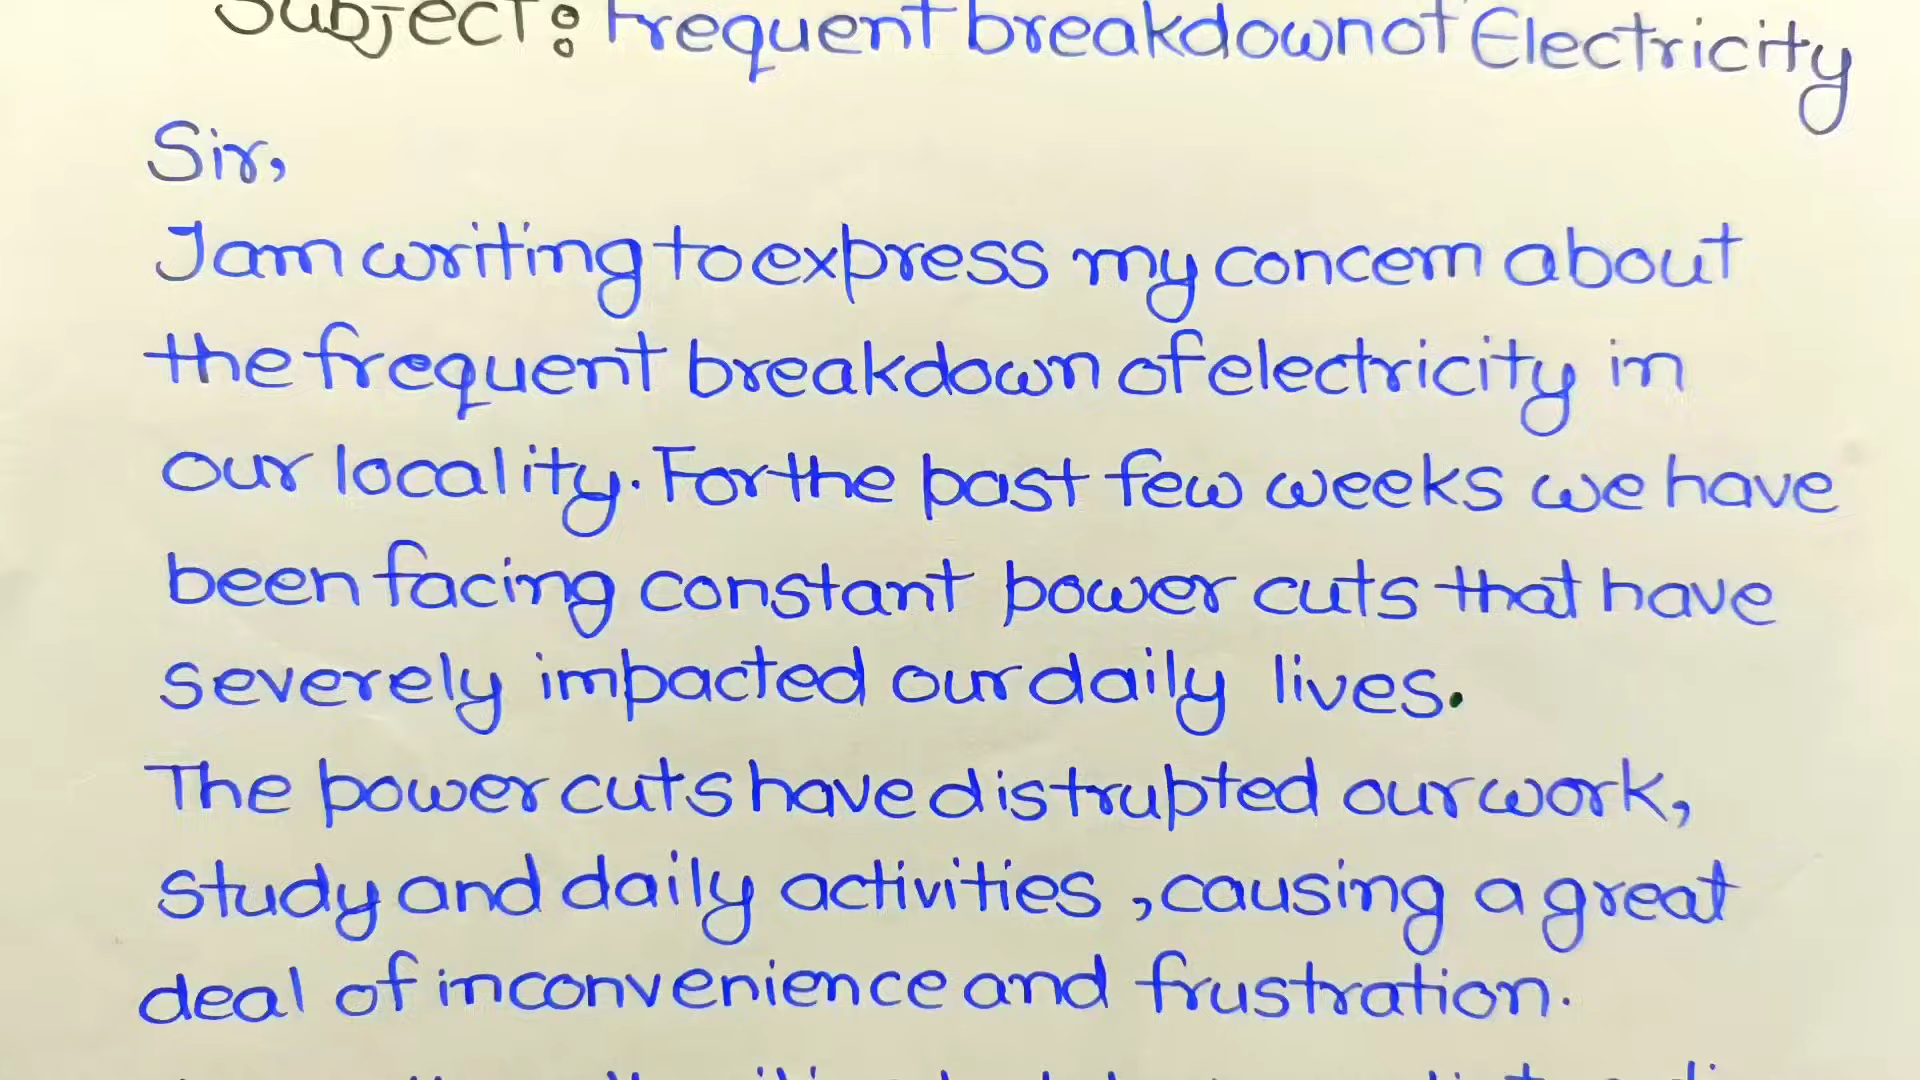 Subject: Frequent breakdown of Electricity
Sir,
I am writing to express my concern about
the frequent breakdown of electricity in
our locality. For the past few weeks we have
been facing constant power cuts that have
severely impacted our daily lives.
The power cuts have distrupted our work,
study and daily activities, causing a great
deal of inconvenience and frustration.